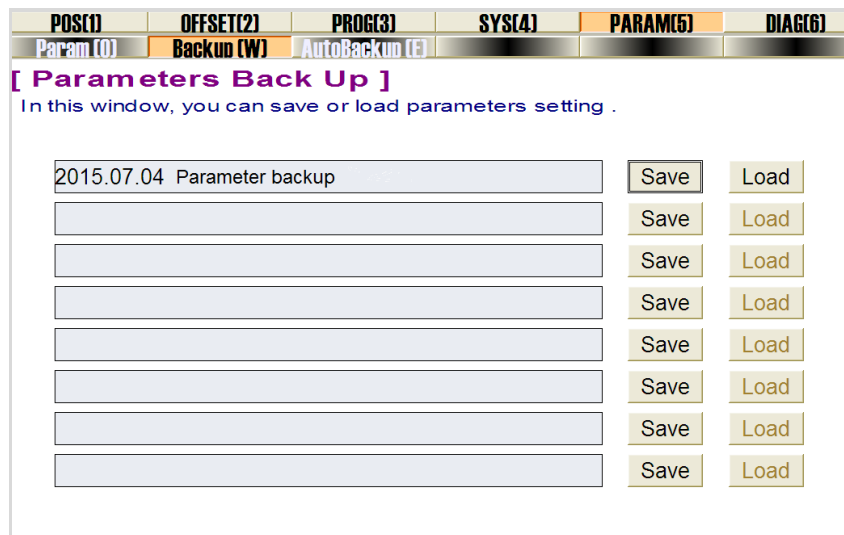 POS(1) OFFSET(2) PROG(3) SYS(4) PARAM(5) DIAG(6)
Param (Q) Backup (W) AutoBackup (E)
[ Parameters Back Up ]
In this window, you can save or load parameters setting .
2015.07.04 Parameter backup Save Load
Save Load
Save Load
Save Load
Save Load
Save Load
Save Load
Save Load